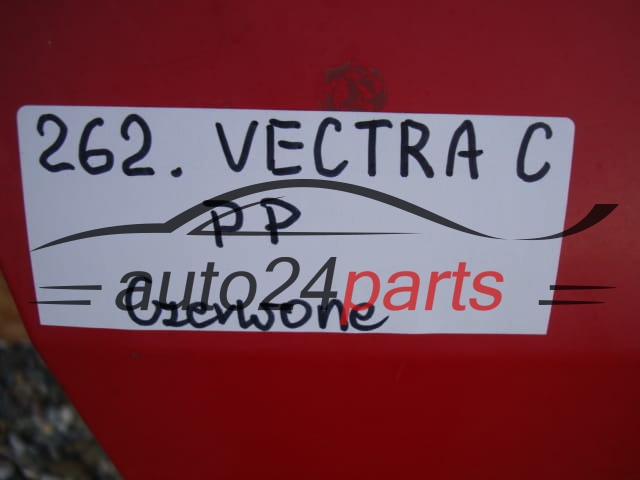 262. VECTRA C
PP
auto24parts
Czerwone